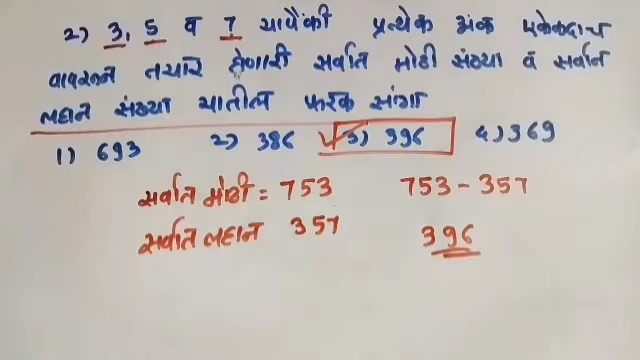 2) 3, 5 व 7 यापैंकी प्रत्येक अंक एकेकदाच
वापरून तयार होणारी सर्वात मोठी संख्या व सर्वात
लहान संख्या यातील फरक सांगा
1) 693 2) 386 3) 396 4) 369
सर्वात मोठी = 753 753 - 357
सर्वात लहान 357 396